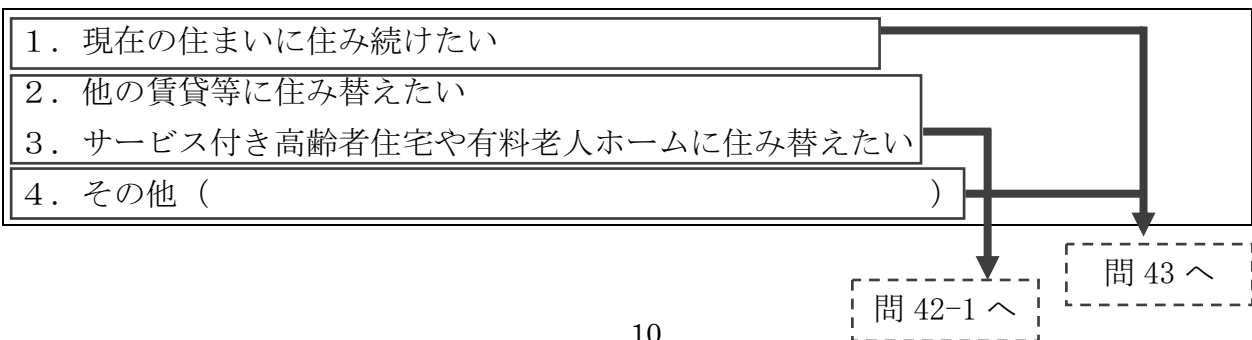 １．現在の住まいに住み続けたい
２．他の賃貸等に住み替えたい
３．サービス付き高齢者住宅や有料老人ホームに住み替えたい
４．その他（　　　　　　　　　　　　　　　　）
問 43 へ
問 42-1 へ
10